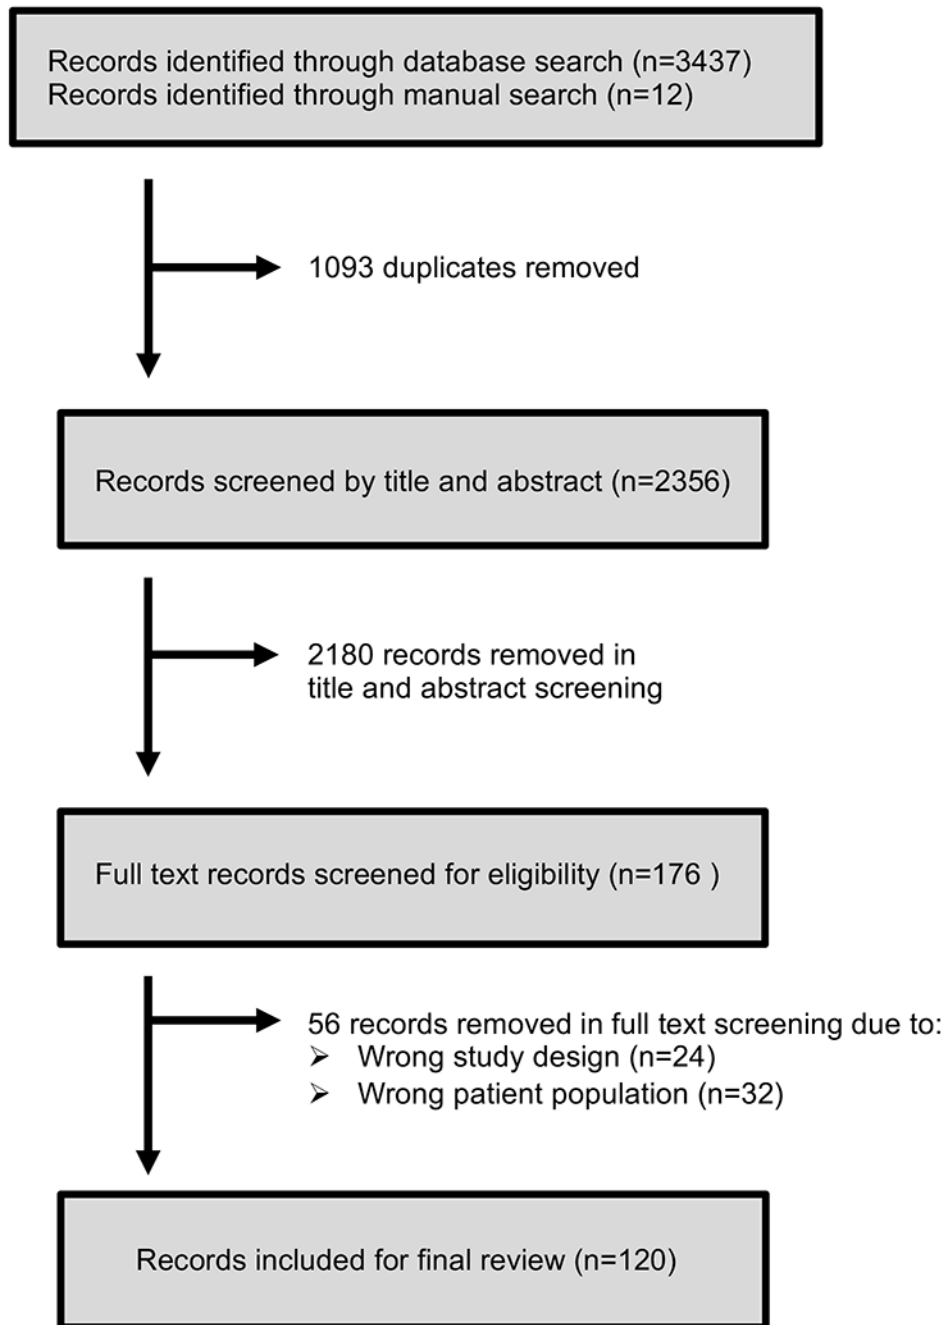 Records identified through database search (n=3437)
Records identified through manual search (n=12)
1093 duplicates removed
Records screened by title and abstract (n=2356)
2180 records removed in
title and abstract screening
Full text records screened for eligibility (n=176 )
56 records removed in full text screening due to:
➢ Wrong study design (n=24)
➢ Wrong patient population (n=32)
Records included for final review (n=120)